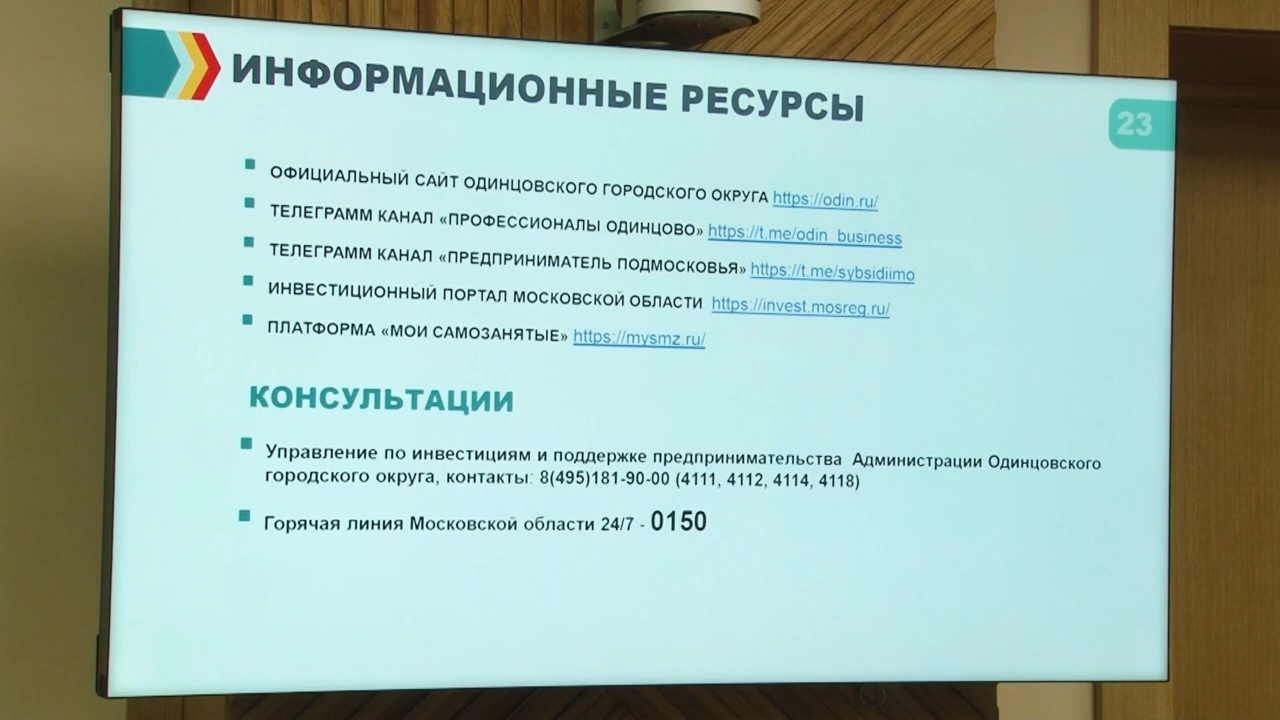 ИНФОРМАЦИОННЫЕ РЕСУРСЫ
23
ОФИЦИАЛЬНЫЙ САЙТ ОДИНЦОВСКОГО ГОРОДСКОГО ОКРУГА https://odin.ru/
ТЕЛЕГРАММ КАНАЛ «ПРОФЕССИОНАЛЫ ОДИНЦОВО» https://t.me/odin_business
ТЕЛЕГРАММ КАНАЛ «ПРЕДПРИНИМАТЕЛЬ ПОДМОСКОВЬЯ» https://t.me/sybsidiimo
ИНВЕСТИЦИОННЫЙ ПОРТАЛ МОСКОВСКОЙ ОБЛАСТИ https://invest.mosreg.ru/
ПЛАТФОРМА «МОИ САМОЗАНЯТЫЕ» https://mysmz.ru/
КОНСУЛЬТАЦИИ
Управление по инвестициям и поддержке предпринимательства Администрации Одинцовского
городского округа, контакты: 8(495)181-90-00 (4111, 4112, 4114, 4118)
Горячая линия Московской области 24/7 - 0150